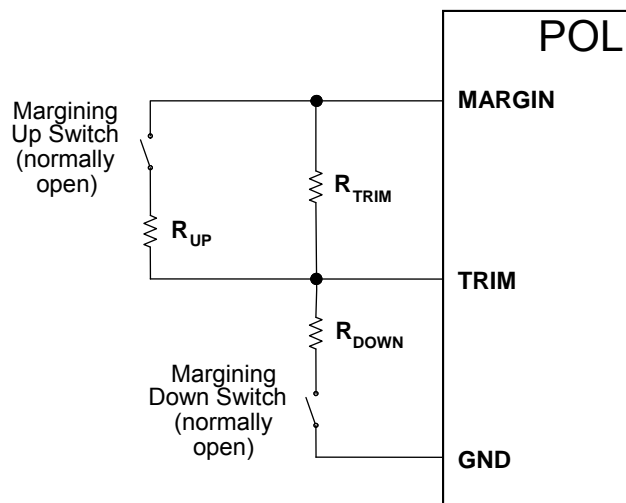 POL
MARGIN
Margining
Up Switch
(normally
open)
R_TRIM
R_UP
TRIM
R_DOWN
Margining
Down Switch
(normally
open)
GND